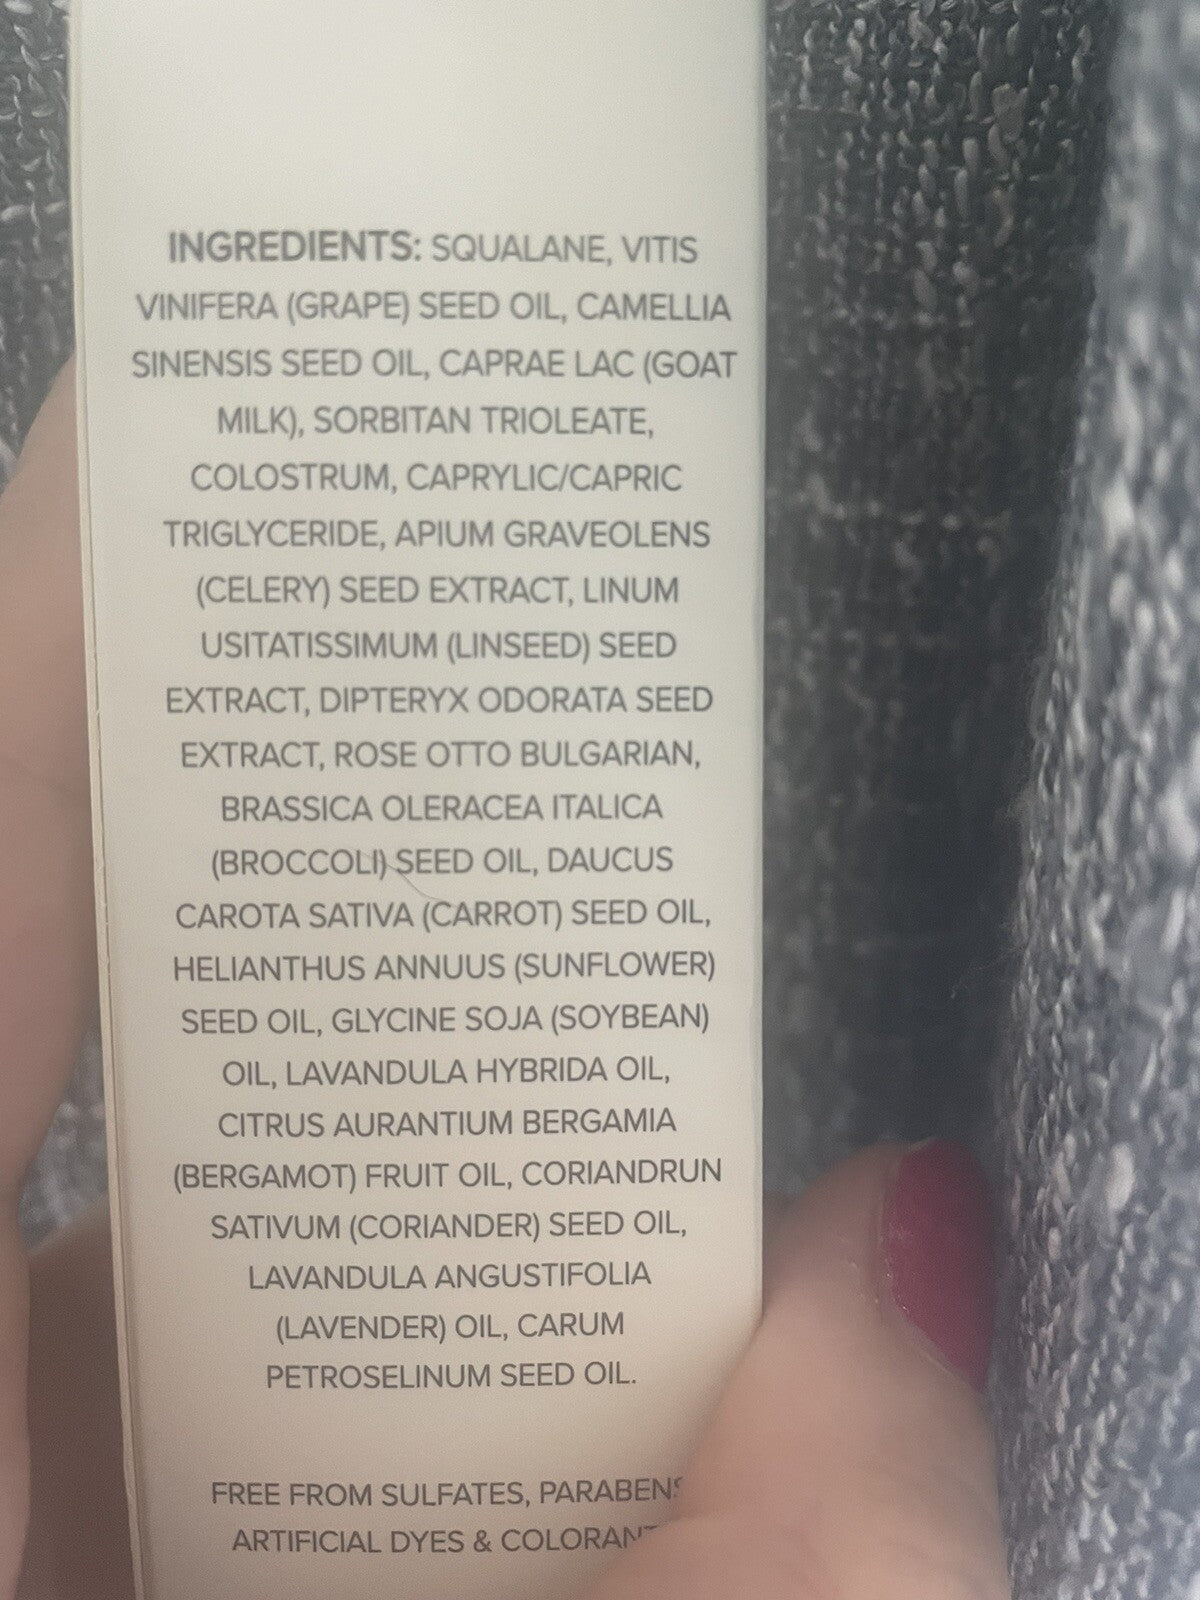 INGREDIENTS: SQUALANE, VITIS
VINIFERA (GRAPE) SEED OIL, CAMELLIA
SINENSIS SEED OIL, CAPRAE LAC (GOAT
MILK), SORBITAN TRIOLEATE,
COLOSTRUM, CAPRYLIC/CAPRIC
TRIGLYCERIDE, APIUM GRAVEOLENS
(CELERY) SEED EXTRACT, LINUM
USITATISSIMUM (LINSEED) SEED
EXTRACT, DIPTERYX ODORATA SEED
EXTRACT, ROSE OTTO BULGARIAN,
BRASSICA OLERACEA ITALICA
(BROCCOLI) SEED OIL, DAUCUS
CAROTA SATIVA (CARROT) SEED OIL,
HELIANTHUS ANNUUS (SUNFLOWER)
SEED OIL, GLYCINE SOJA (SOYBEAN)
OIL, LAVANDULA HYBRIDA OIL,
CITRUS AURANTIUM BERGAMIA
(BERGAMOT) FRUIT OIL, CORIANDRUN
SATIVUM (CORIANDER) SEED OIL,
LAVANDULA ANGUSTIFOLIA
(LAVENDER) OIL, CARUM
PETROSELINUM SEED OIL.
FREE FROM SULFATES, PARABENS
ARTIFICIAL DYES & COLORANT